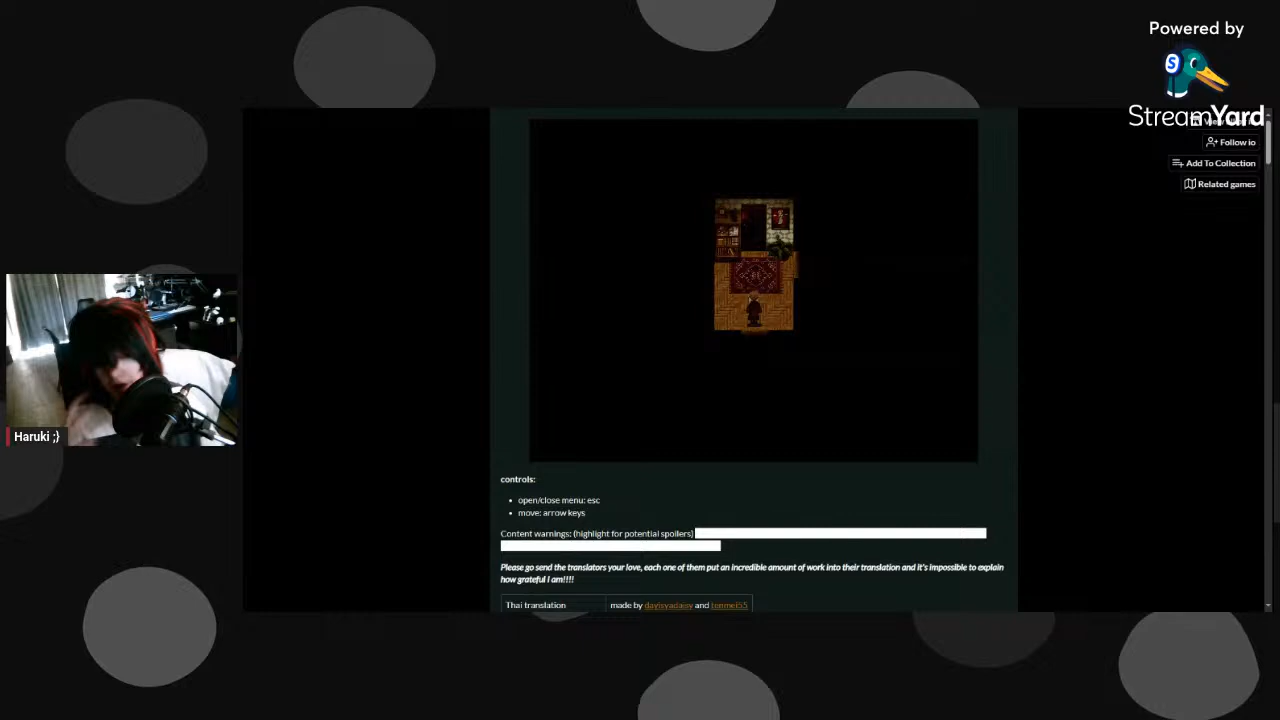 Powered by
StreamYard
Follow io
Add To Collection
Related games
Haruki ;}
controls:
open/close menu: esc
move: arrow keys
Content warnings: (highlight for potential spoilers)
Please go send the translators your love, each one of them put an incredible amount of work into their translation and it's impossible to explain
how grateful I am!!!!
Thai translation
made by dayisyadaisy and